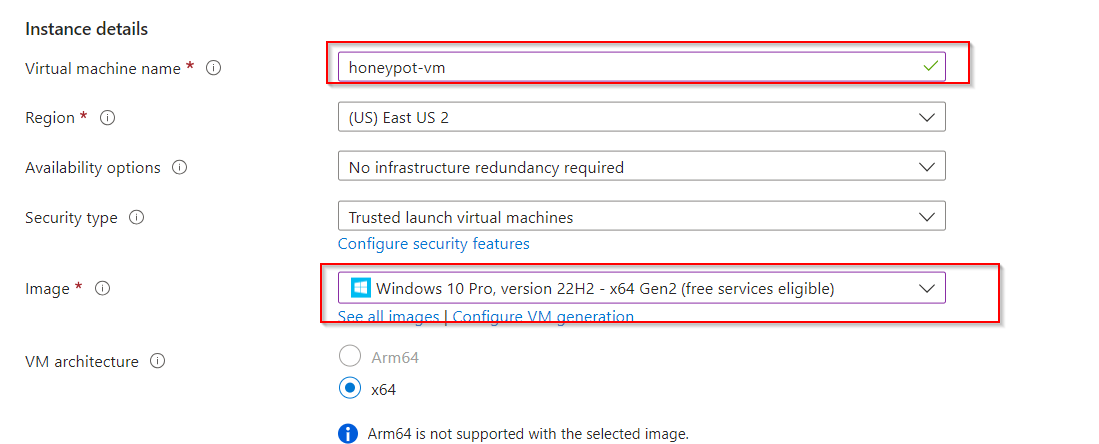 Instance details
Virtual machine name * honeypot-vm
Region * (US) East US 2
Availability options No infrastructure redundancy required
Security type Trusted launch virtual machines
Configure security features
Image * Windows 10 Pro, version 22H2 - x64 Gen2 (free services eligible)
See all images | Configure VM generation
VM architecture Arm64
x64
Arm64 is not supported with the selected image.